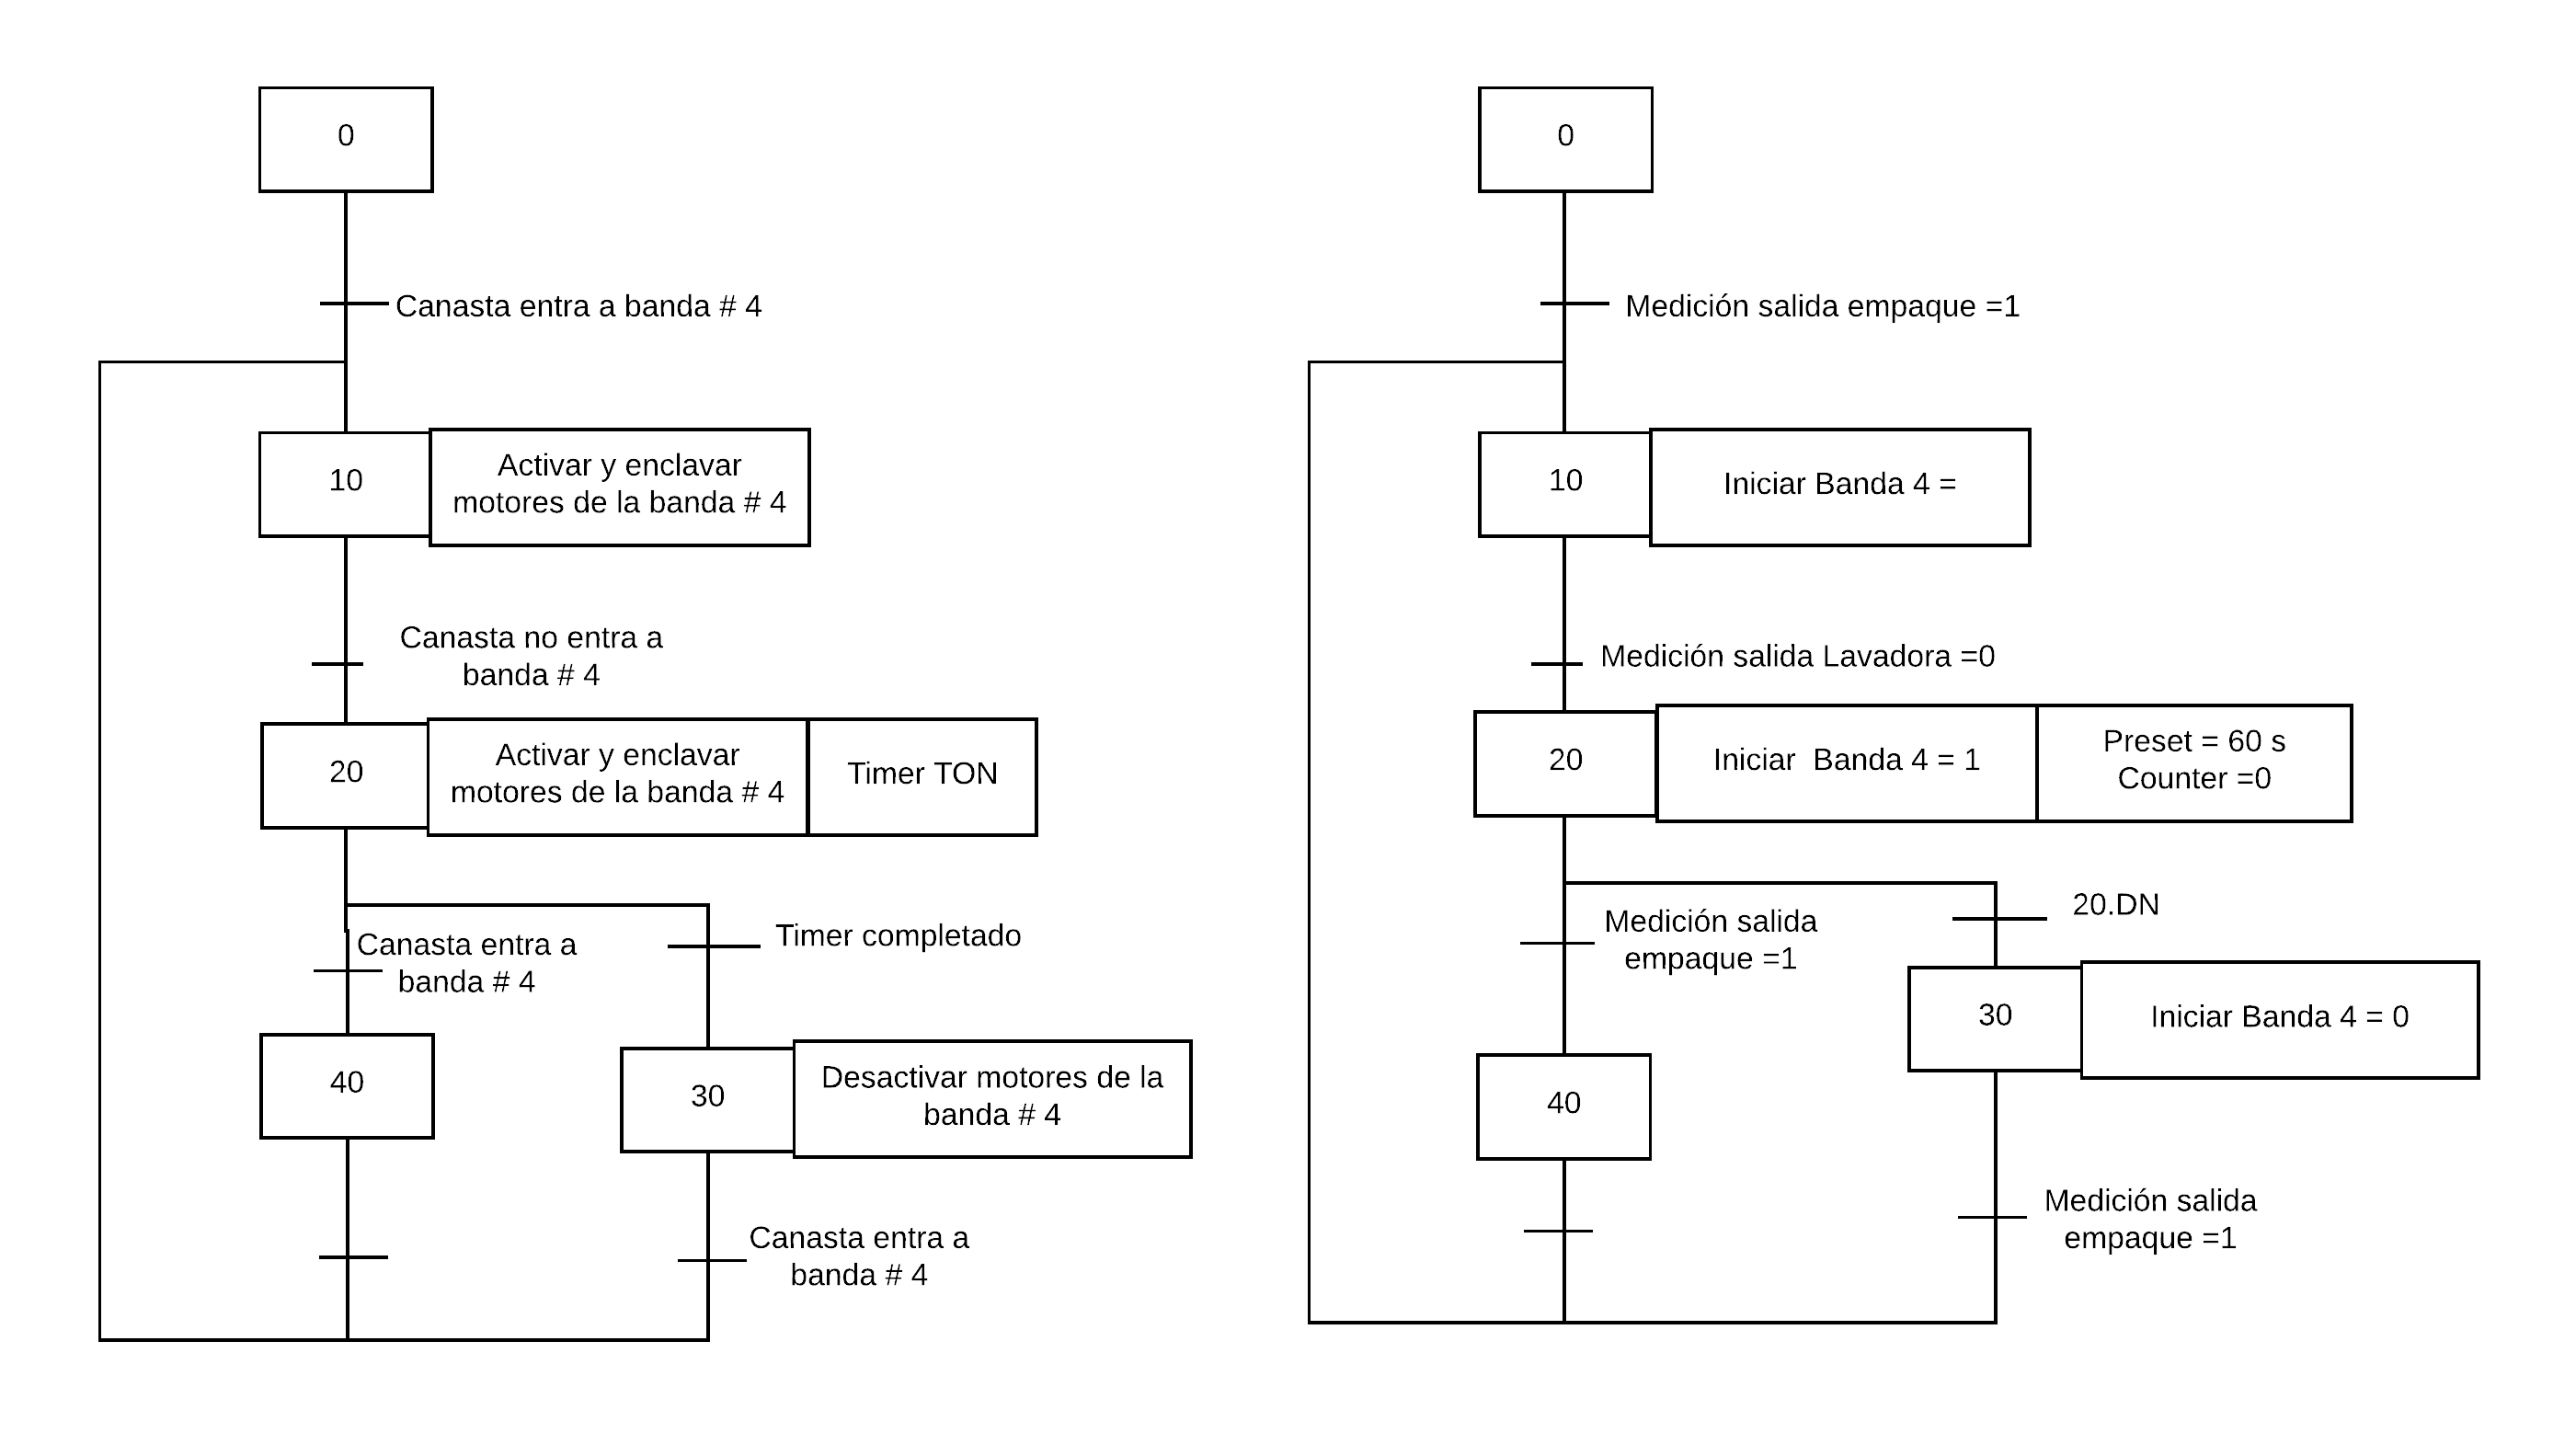 0
Canasta entra a banda # 4
10
Activar y enclavar
motores de la banda # 4
Canasta no entra a
banda # 4
20
Activar y enclavar
motores de la banda # 4
Timer TON
Canasta entra a
banda # 4
Timer completado
40
30
Desactivar motores de la
banda # 4
Canasta entra a
banda # 4
0
Medición salida empaque =1
10
Iniciar Banda 4 =
Medición salida Lavadora =0
20
Iniciar  Banda 4 = 1
Preset = 60 s
Counter =0
Medición salida
empaque =1
20.DN
30
Iniciar Banda 4 = 0
40
Medición salida
empaque =1